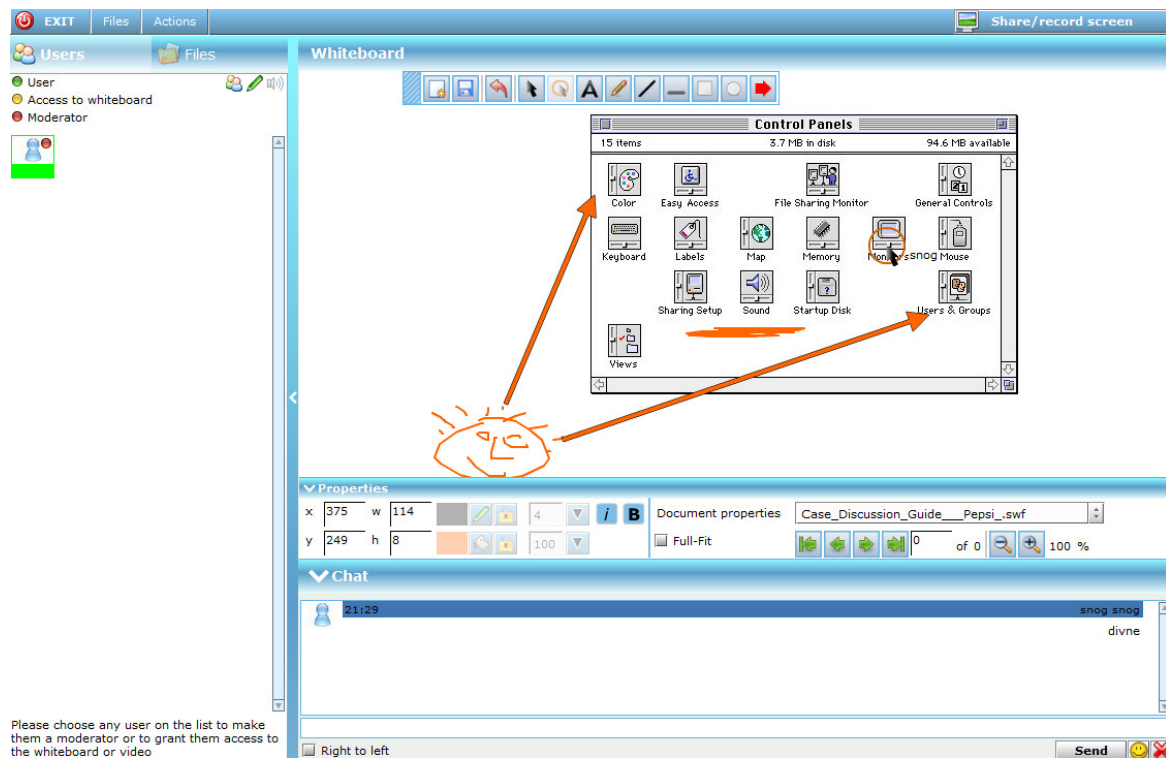 EXIT Files Actions Share/record screen
Users Files
User
Access to whiteboard
Moderator
Please choose any user on the list to make
them a moderator or to grant them access to
the whiteboard or video
Whiteboard
A
Control Panels
15 items 3.7 MB in disk 94.6 MB available
Color Easy Access File Sharing Monitor General Controls
Keyboard Labels Map Memory Monitors snog Mouse
Sharing Setup Sound Startup Disk Users & Groups
Views
Properties
x 375 w 114 4 i B Document properties Case_Discussion_Guide___Pepsi_.swf
y 249 h 8 100 Full-Fit 0 of 0 100 %
Chat
21:29 snog snog
divne
Right to left Send